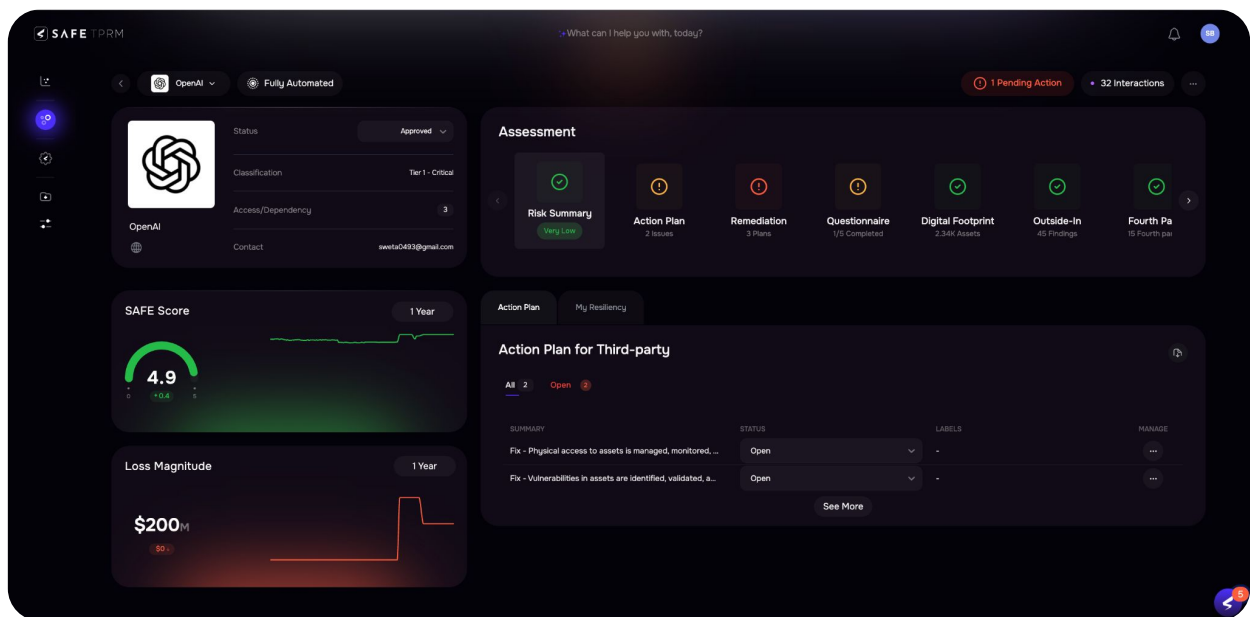 SAFE TPRM
What can I help you with, today?
SB
OpenAI
Fully Automated
1 Pending Action
32 Interactions
Status
Approved
Classification
Tier 1 - Critical
Access/Dependency
3
OpenAI
Contact
sweta0493@gmail.com
Assessment
Risk Summary
Very Low
Action Plan
2 Issues
Remediation
3 Plans
Questionnaire
1/5 Completed
Digital Footprint
2.34K Assets
Outside-In
45 Findings
Fourth Pa
15 Fourth pa
SAFE Score
1 Year
4.9
0
+0.4
5
Loss Magnitude
1 Year
$200M
$0
Action Plan
My Resiliency
Action Plan for Third-party
All 2
Open 2
SUMMARY
STATUS
LABELS
MANAGE
Fix - Physical access to assets is managed, monitored, ...
Open
-
Fix - Vulnerabilities in assets are identified, validated, a...
Open
-
See More
5